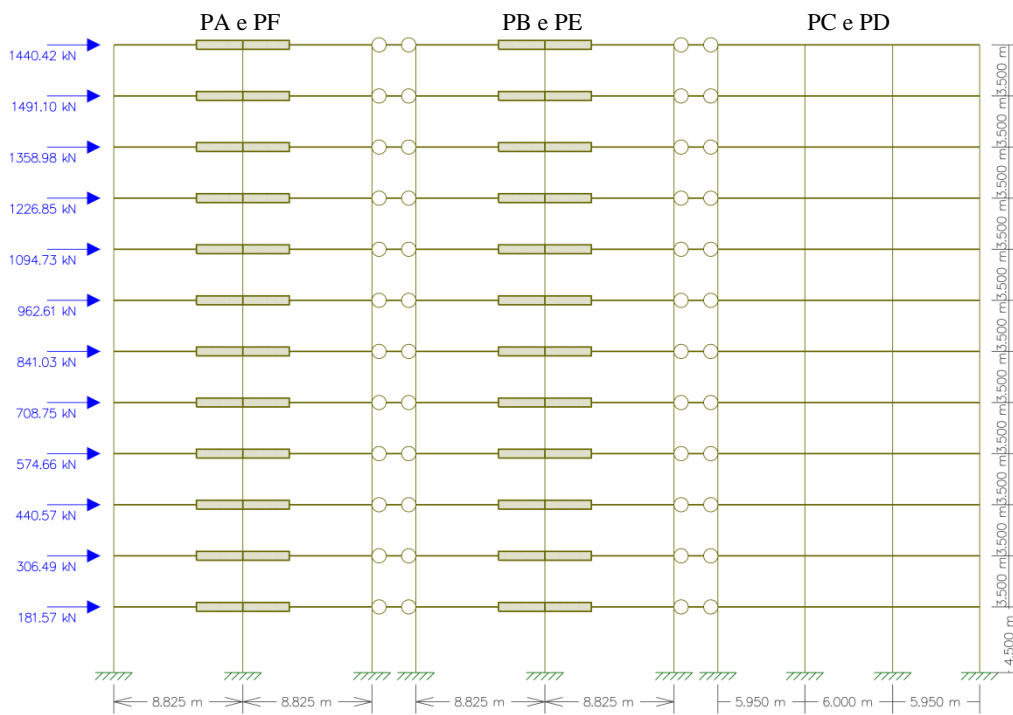 PA e PF
PB e PE
PC e PD
1440.42 kN
1491.10 kN
1358.98 kN
1226.85 kN
1094.73 kN
962.61 kN
841.03 kN
708.75 kN
574.66 kN
440.57 kN
306.49 kN
181.57 kN
3.500 m
3.500 m
3.500 m
3.500 m
3.500 m
3.500 m
3.500 m
3.500 m
3.500 m
3.500 m
3.500 m
4.500 m
8.825 m
8.825 m
8.825 m
8.825 m
5.950 m
6.000 m
5.950 m